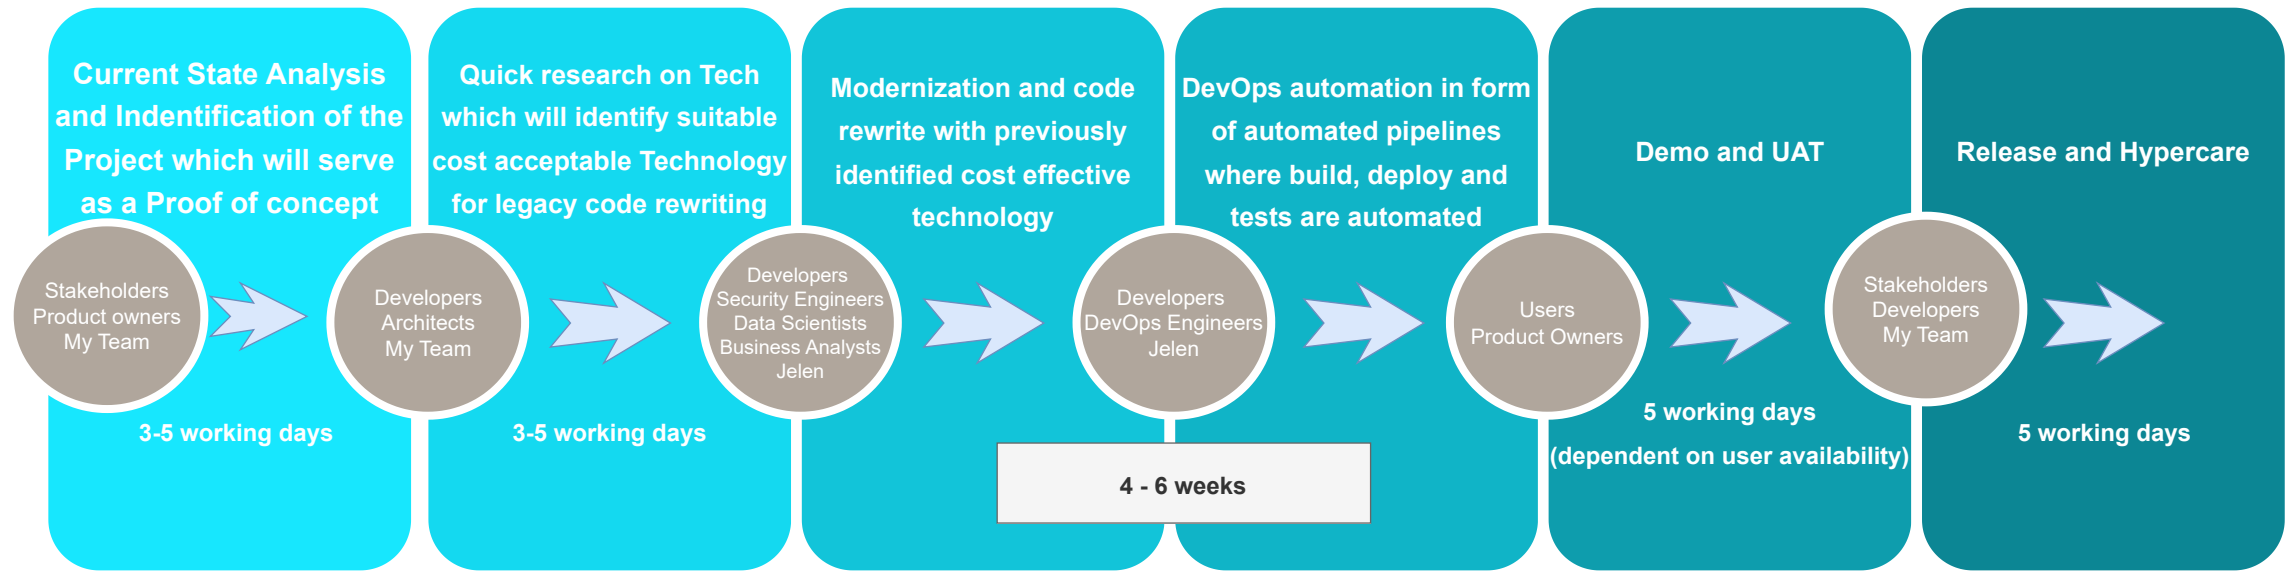 Current State Analysis
and Indentification of the
Project which will serve
as a Proof of concept
Stakeholders
Product owners
My Team
3-5 working days
Quick research on Tech
which will identify suitable
cost acceptable Technology
for legacy code rewriting
Developers
Architects
My Team
3-5 working days
Modernization and code
rewrite with previously
identified cost effective
technology
Developers
Security Engineers
Data Scientists
Business Analysts
Jelen
DevOps automation in form
of automated pipelines
where build, deploy and
tests are automated
Developers
DevOps Engineers
Jelen
4 - 6 weeks
Demo and UAT
Users
Product Owners
5 working days
(dependent on user availability)
Release and Hypercare
Stakeholders
Developers
My Team
5 working days